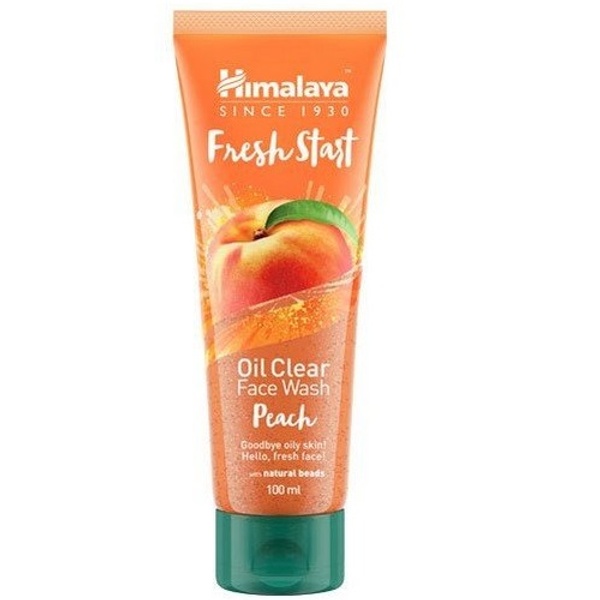 Himalaya™
SINCE 1930
Fresh Start
Oil Clear
Face Wash
Peach
Goodbye oily skin!
Hello, fresh face!
with natural beads
100 ml